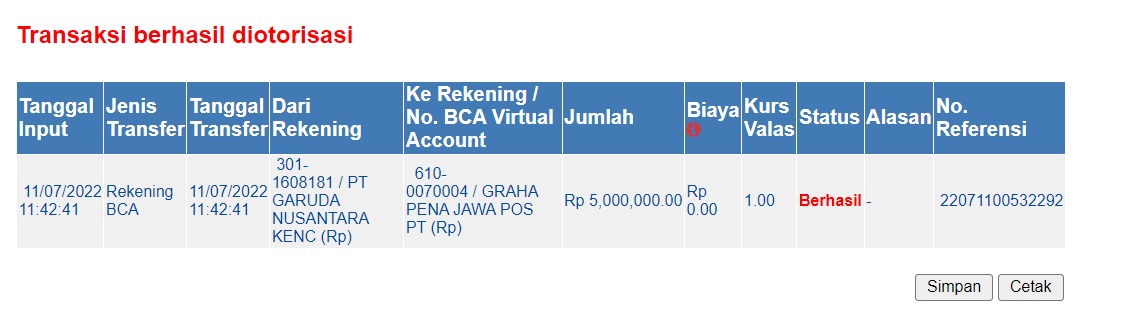 Transaksi berhasil diotorisasi
Tanggal Input
Jenis Transfer
Tanggal Transfer
Dari Rekening
Ke Rekening / No. BCA Virtual Account
Jumlah
Biaya
Kurs Valas
Status
Alasan
No. Referensi
11/07/2022
11:42:41
Rekening
BCA
11/07/2022
11:42:41
301-
1608181 / PT
GARUDA
NUSANTARA
KENC (Rp)
610-
0070004 / GRAHA
PENA JAWA POS
PT (Rp)
Rp 5,000,000.00
Rp
0.00
1.00
Berhasil
-
22071100532292
Simpan
Cetak